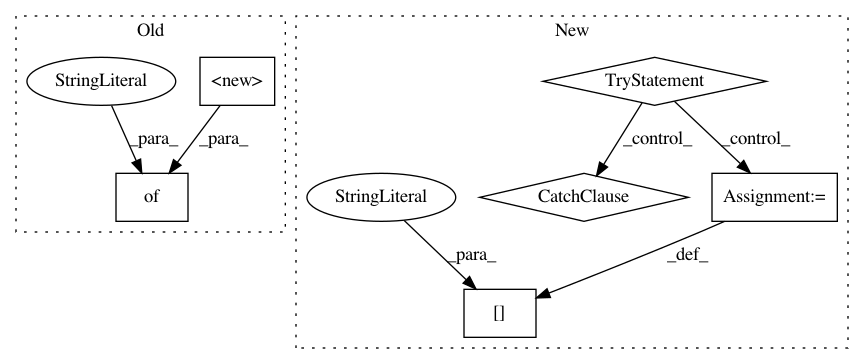 Old
New
StringLiteral
<new>
TryStatement
_para_
_para_
_control_
_control_
of
StringLiteral
CatchClause
Assignment:=
_para_
_def_
[]